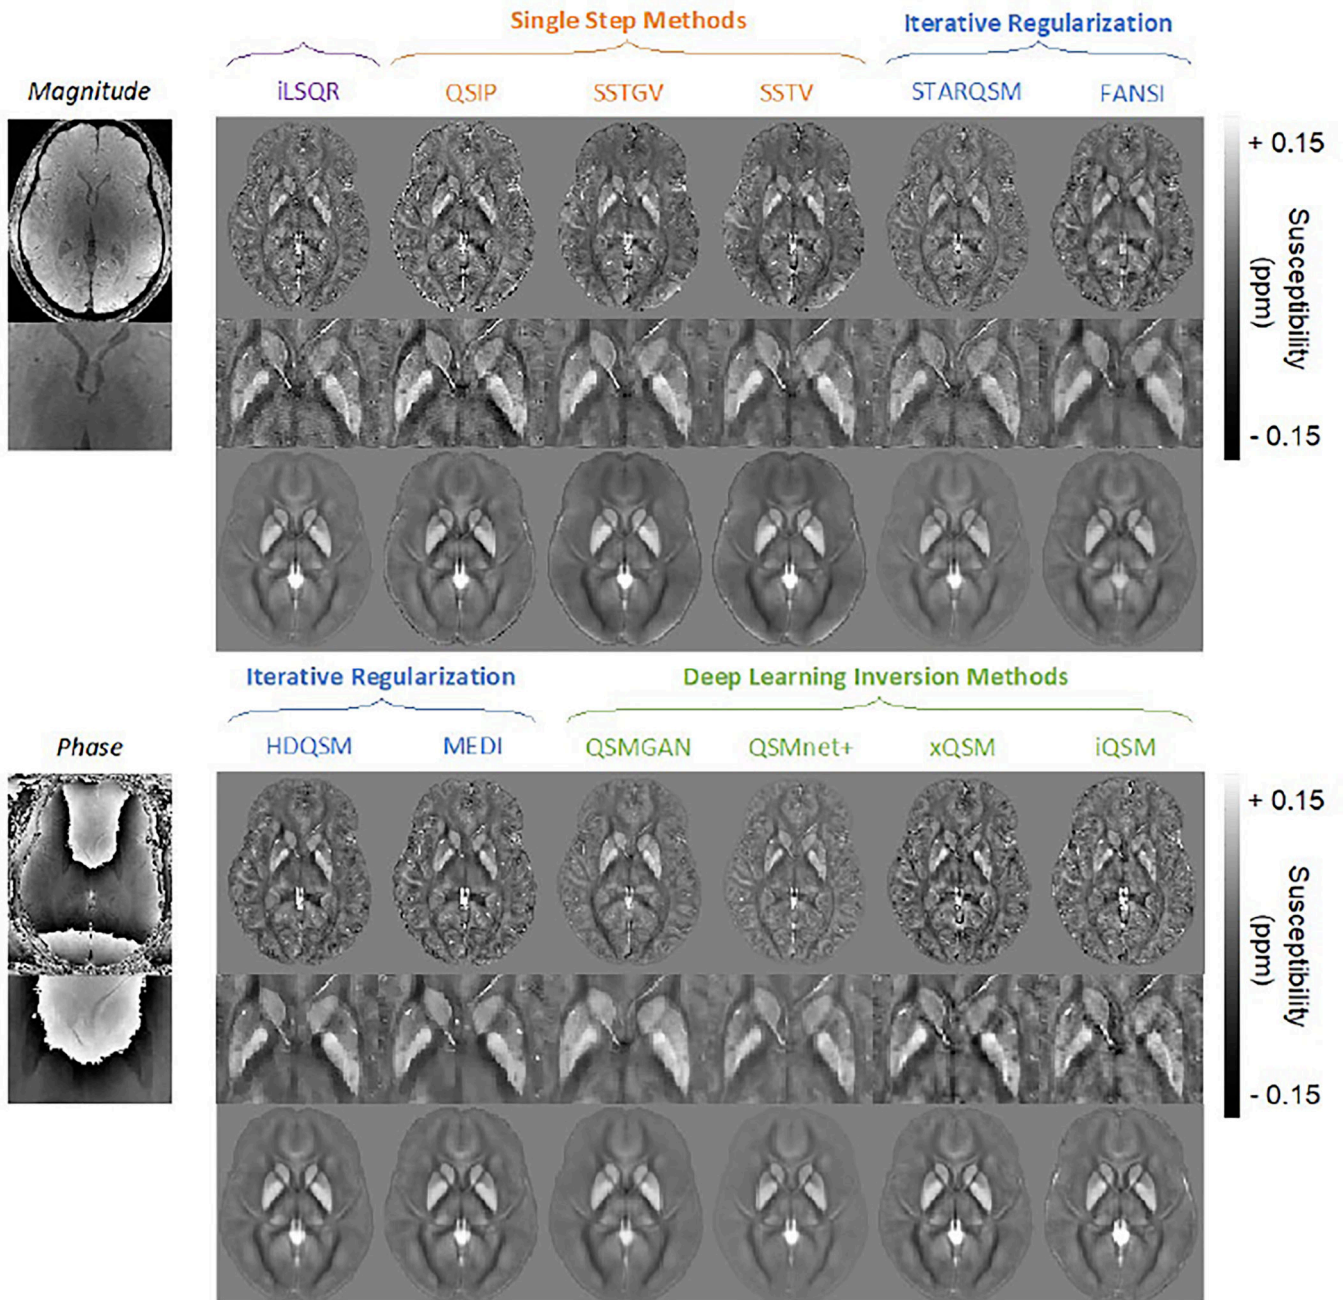 Single Step Methods
Iterative Regularization
Magnitude
iLSQR
QSIP
SSTGV
SSTV
STARQSM
FANSI
+ 0.15
Susceptibility
(ppm)
- 0.15
Iterative Regularization
Deep Learning Inversion Methods
Phase
HDQSM
MEDI
QSMGAN
QSMnet+
xQSM
iQSM
+ 0.15
Susceptibility
(ppm)
- 0.15